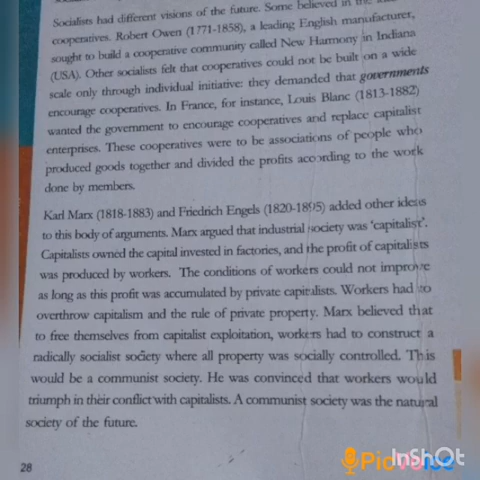 Socialists had different visions of the future. Some believed in the
cooperatives. Robert Owen (1771-1858), a leading English manufacturer,
sought to build a cooperative community called New Harmony in Indiana
(USA). Other socialists felt that cooperatives could not be built on a wide
scale only through individual initiative: they demanded that governments
encourage cooperatives. In France, for instance, Louis Blanc (1813-1882)
wanted the government to encourage cooperatives and replace capitalist
enterprises. These cooperatives were to be associations of people who
produced goods together and divided the profits according to the work
done by members.
Karl Marx (1818-1883) and Friedrich Engels (1820-1895) added other ideas
to this body of arguments. Marx argued that industrial society was 'capitalist'.
Capitalists owned the capital invested in factories, and the profit of capitalists
was produced by workers. The conditions of workers could not improve
as long as this profit was accumulated by private capitalists. Workers had to
overthrow capitalism and the rule of private property. Marx believed that
to free themselves from capitalist exploitation, workers had to construct a
radically socialist society where all property was socially controlled. This
would be a communist society. He was convinced that workers would
triumph in their conflict with capitalists. A communist society was the natural
society of the future.
28
InShOt